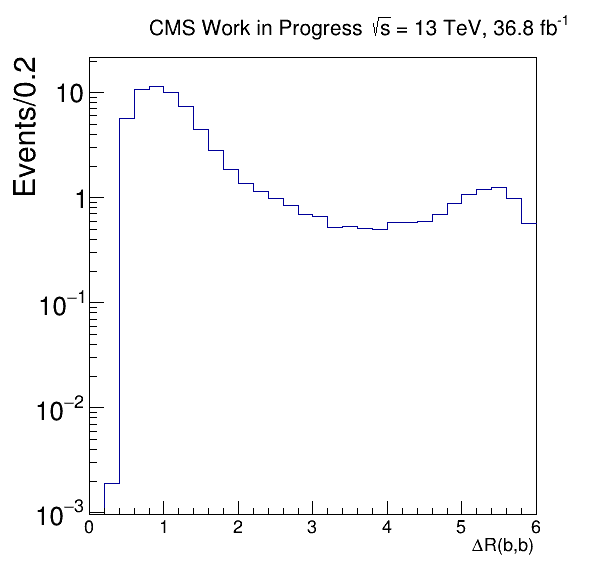 CMS Work in Progress √s = 13 TeV, 36.8 fb⁻¹
Events/0.2
10
1
10⁻¹
10⁻²
10⁻³
0 1 2 3 4 5 6
ΔR(b,b)